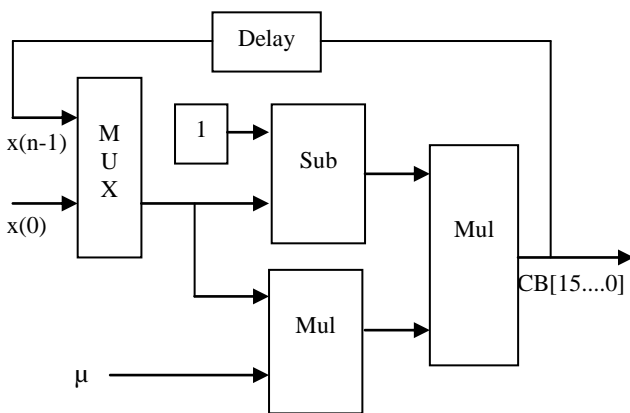 Delay
x(n-1)
M
U
X
1
Sub
x(0)
Mul
Mul
CB[15....0]
μ